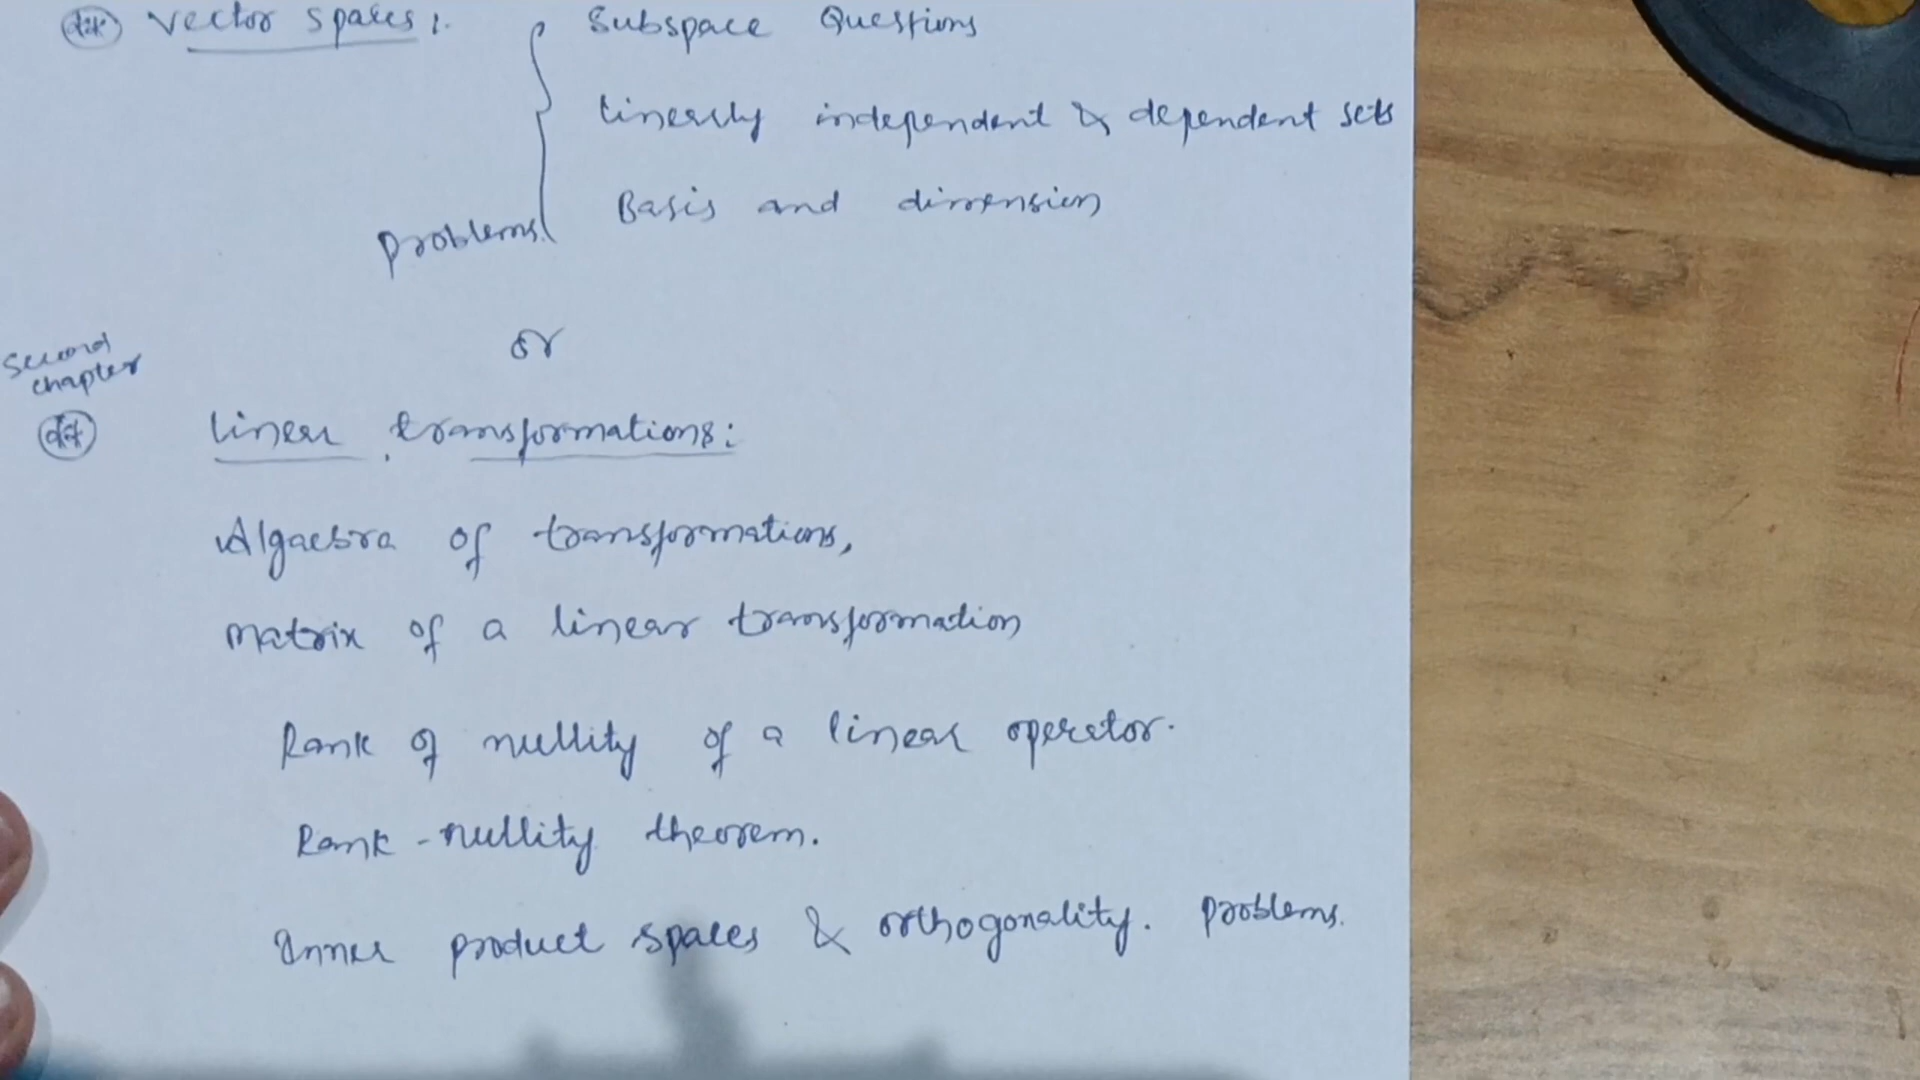 Vector spaces:
Subspace Questions
linearly independent & dependent sets
Basis and dimension
problems
or
second
chapter
linear transformations:
Algaebra of transformations,
matrix of a linear transformation
Rank of nullity of a linear operator.
Rank-nullity theorem.
Inner product spaces & orthogonality. problems.